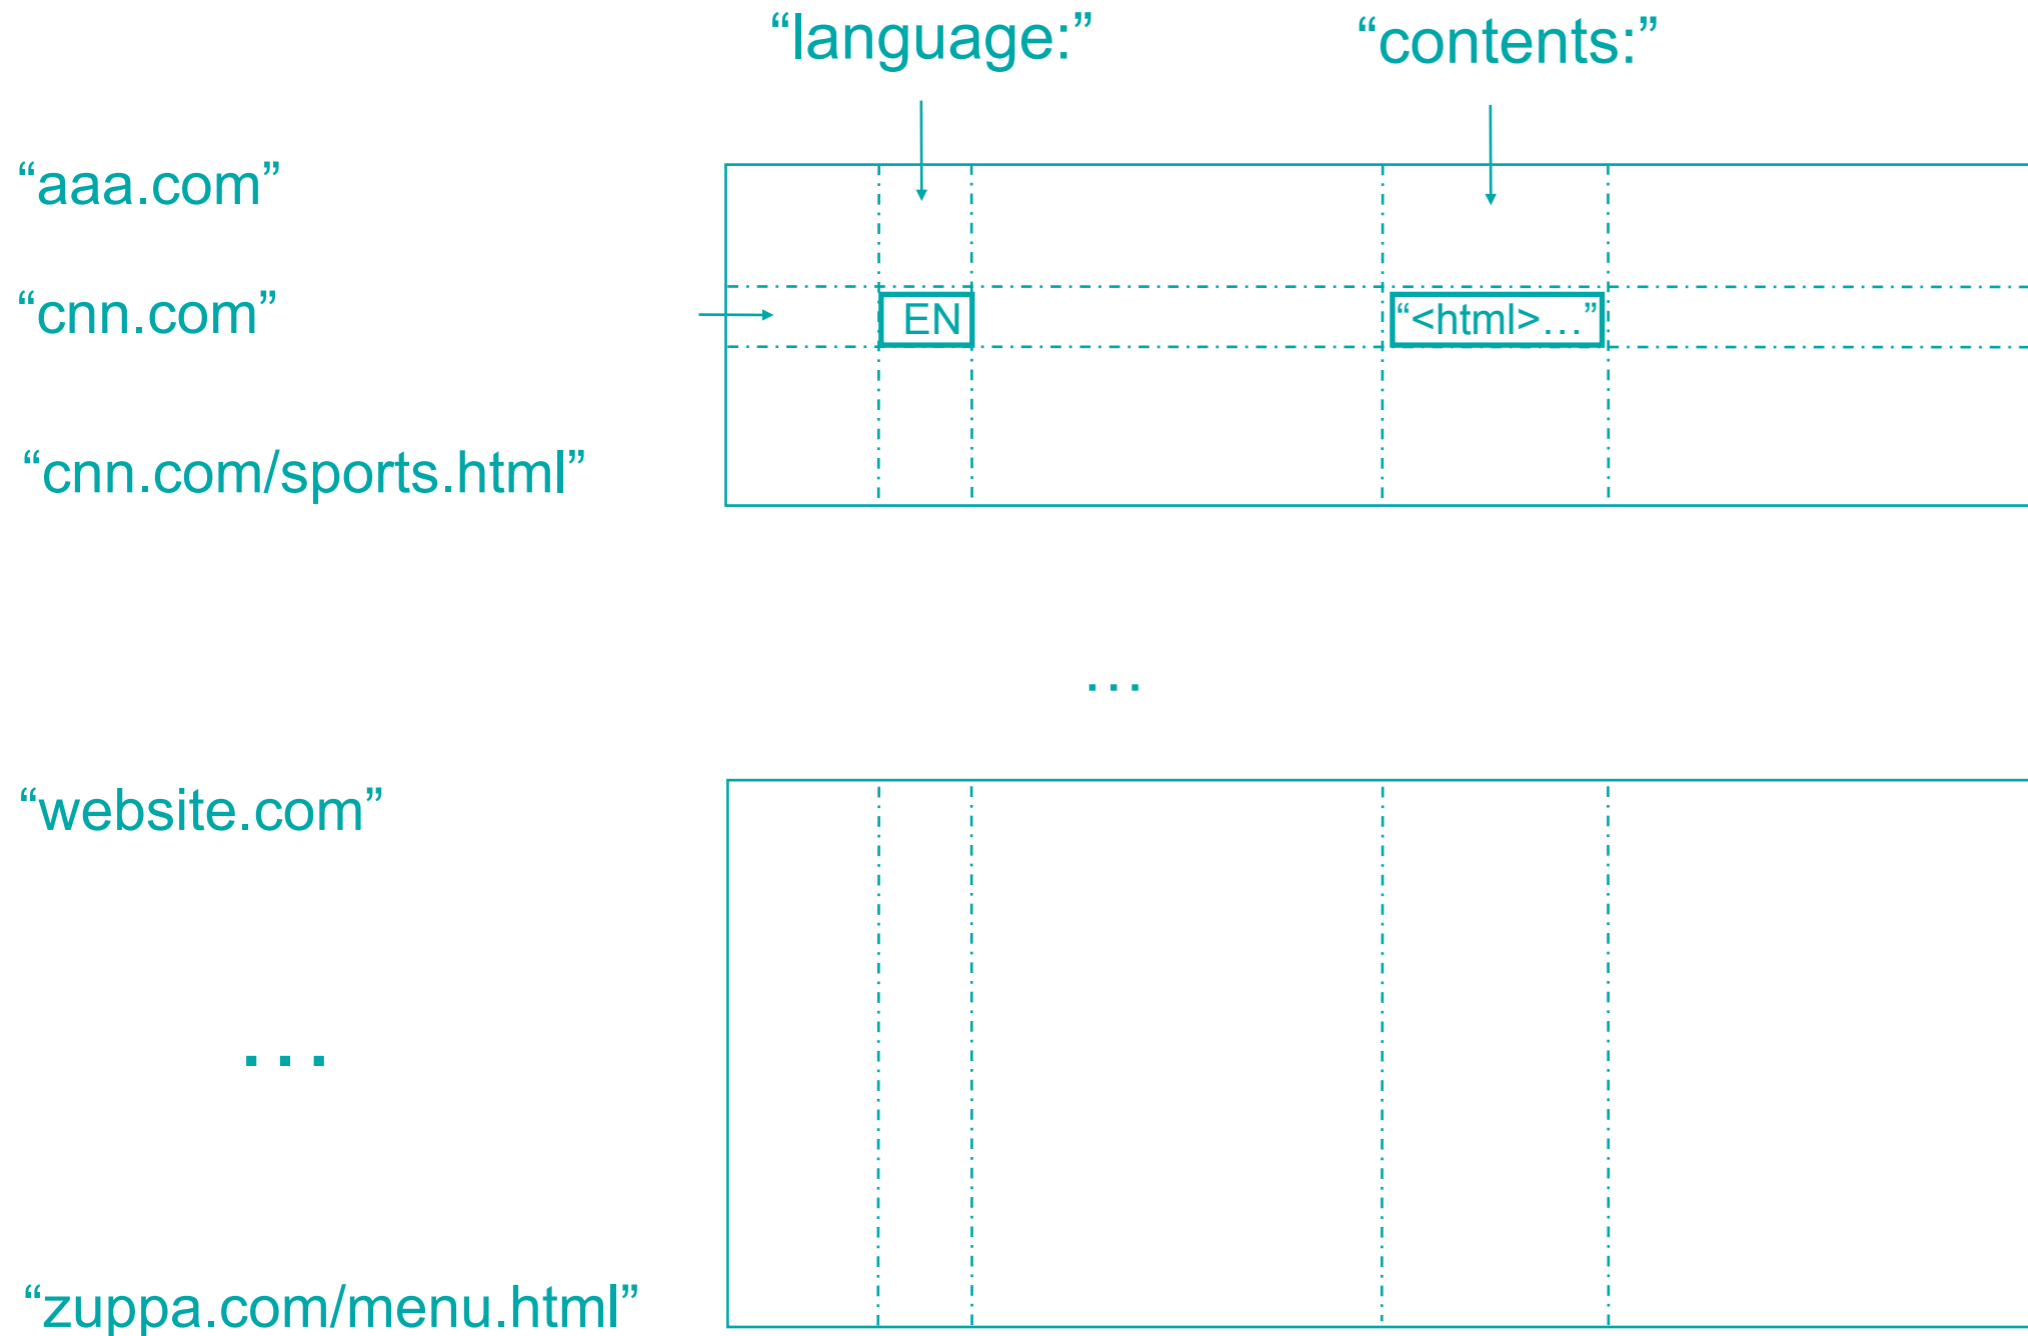 “language:” “contents:”
“aaa.com”
“cnn.com” EN “<html>…”
“cnn.com/sports.html”
…
“website.com”
…
“zuppa.com/menu.html”